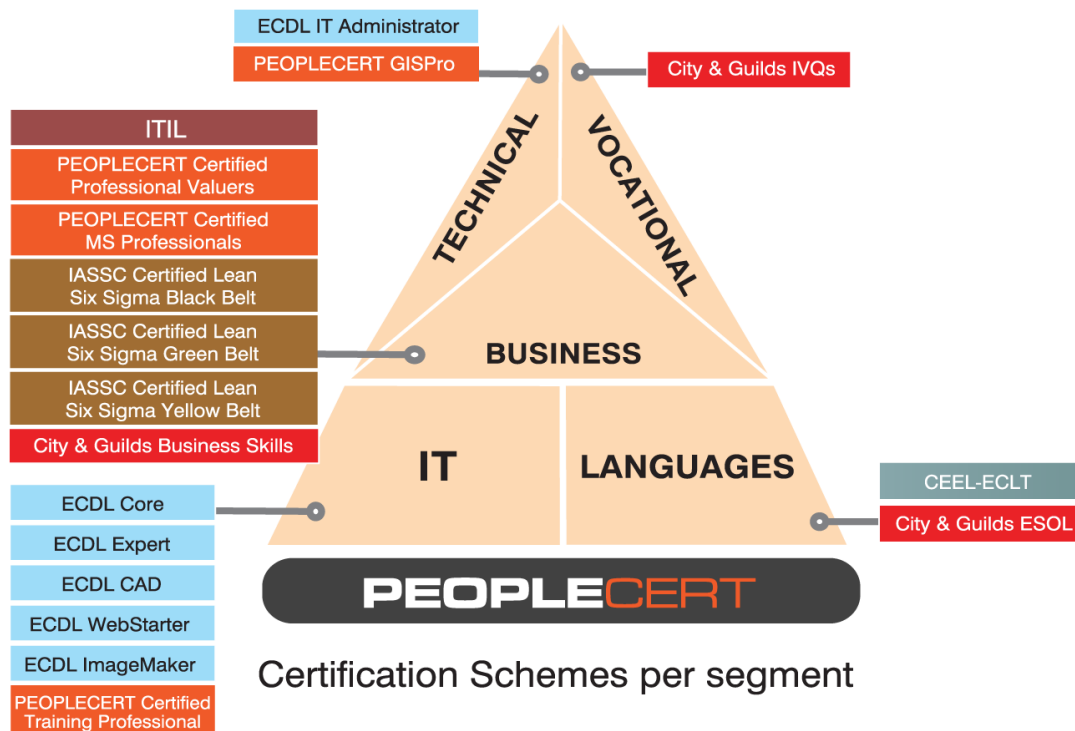 ECDL IT Administrator
PEOPLECERT GISPro
City & Guilds IVQs
TECHNICAL
VOCATIONAL
ITIL
PEOPLECERT Certified
Professional Valuers
PEOPLECERT Certified
MS Professionals
IASSC Certified Lean
Six Sigma Black Belt
IASSC Certified Lean
Six Sigma Green Belt
IASSC Certified Lean
Six Sigma Yellow Belt
City & Guilds Business Skills
BUSINESS
IT
LANGUAGES
ECDL Core
ECDL Expert
ECDL CAD
ECDL WebStarter
ECDL ImageMaker
PEOPLECERT Certified
Training Professional
CEEL-ECLT
City & Guilds ESOL
PEOPLECERT
Certification Schemes per segment